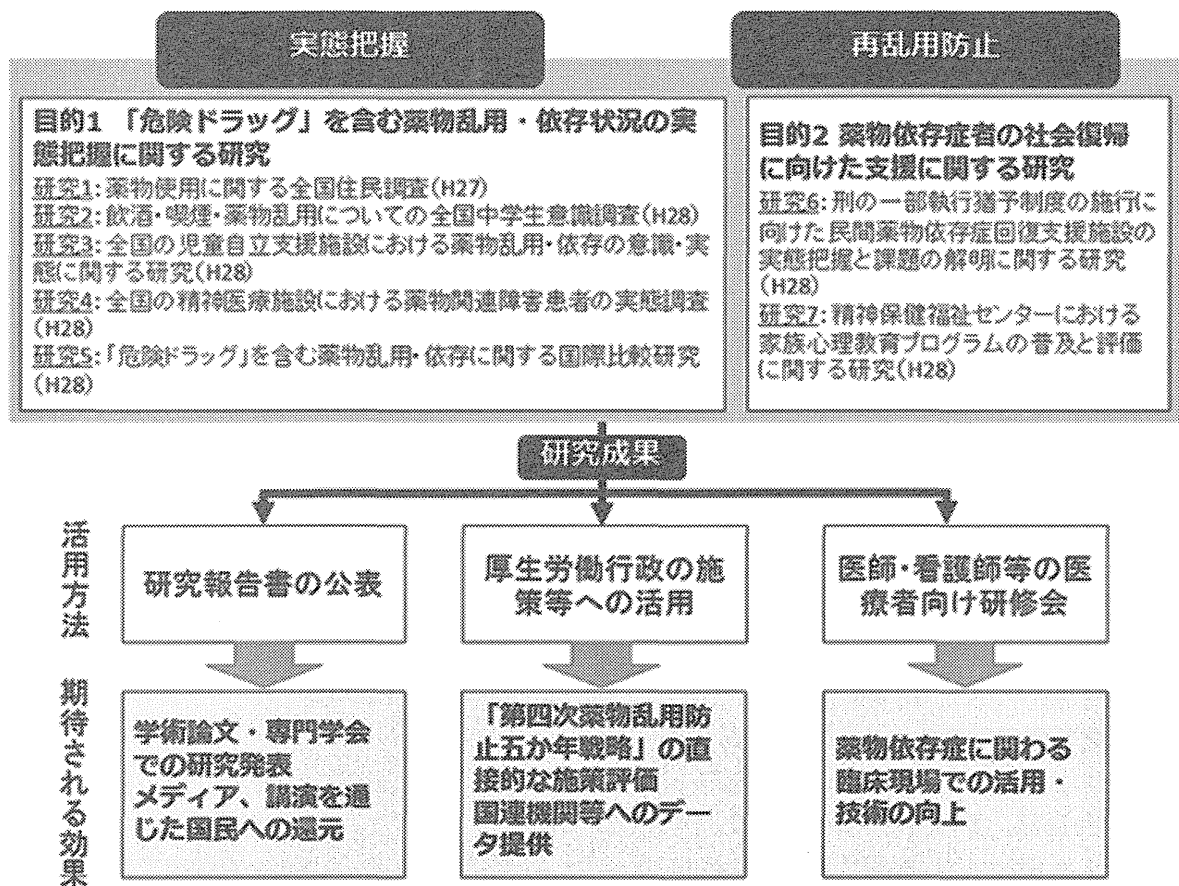 実態把握
再乱用防止
目的1 「危険ドラッグ」を含む薬物乱用・依存状況の実
態把握に関する研究
研究1:薬物使用に関する全国住民調査(H27)
研究2:飲酒・喫煙・薬物乱用についての全国中学生意識調査(H28)
研究3:全国の児童自立支援施設における薬物乱用・依存の意識・実
態に関する研究(H28)
研究4:全国の精神医療施設における薬物関連障害患者の実態調査
(H28)
研究5:「危険ドラッグ」を含む薬物乱用・依存に関する国際比較研究
(H28)
目的2 薬物依存症者の社会復帰
に向けた支援に関する研究
研究6:刑の一部執行猶予制度の施行に
向けた民間薬物依存症回復支援施設の
実態把握と課題の解明に関する研究
(H28)
研究7:精神保健福祉センターにおける
家族心理教育プログラムの普及と評価
に関する研究(H28)
研究成果
活用方法
研究報告書の公表
厚生労働行政の施
策等への活用
医師・看護師等の医
療者向け研修会
期待される効果
学術論文・専門学会
での研究発表
メディア、講演を通
じた国民への還元
「第四次薬物乱用防
止五か年戦略」の直
接的な施策評価
国連機関等へのデー
タ提供
薬物依存症に関わる
臨床現場での活用・
技術の向上